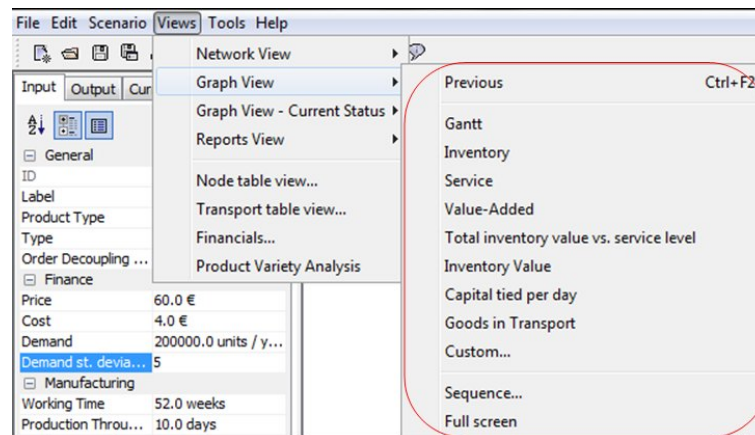 File Edit Scenario Views Tools Help
Input Output Cur
General
ID
Label
Product Type
Type
Order Decoupling ...
Finance
Price 60.0 €
Cost 4.0 €
Demand 200000.0 units / y...
Demand st. devia... 5
Manufacturing
Working Time 52.0 weeks
Production Throu... 10.0 days
Network View
Graph View
Graph View - Current Status
Reports View
Node table view...
Transport table view...
Financials...
Product Variety Analysis
Previous Ctrl+F2
Gantt
Inventory
Service
Value-Added
Total inventory value vs. service level
Inventory Value
Capital tied per day
Goods in Transport
Custom...
Sequence...
Full screen